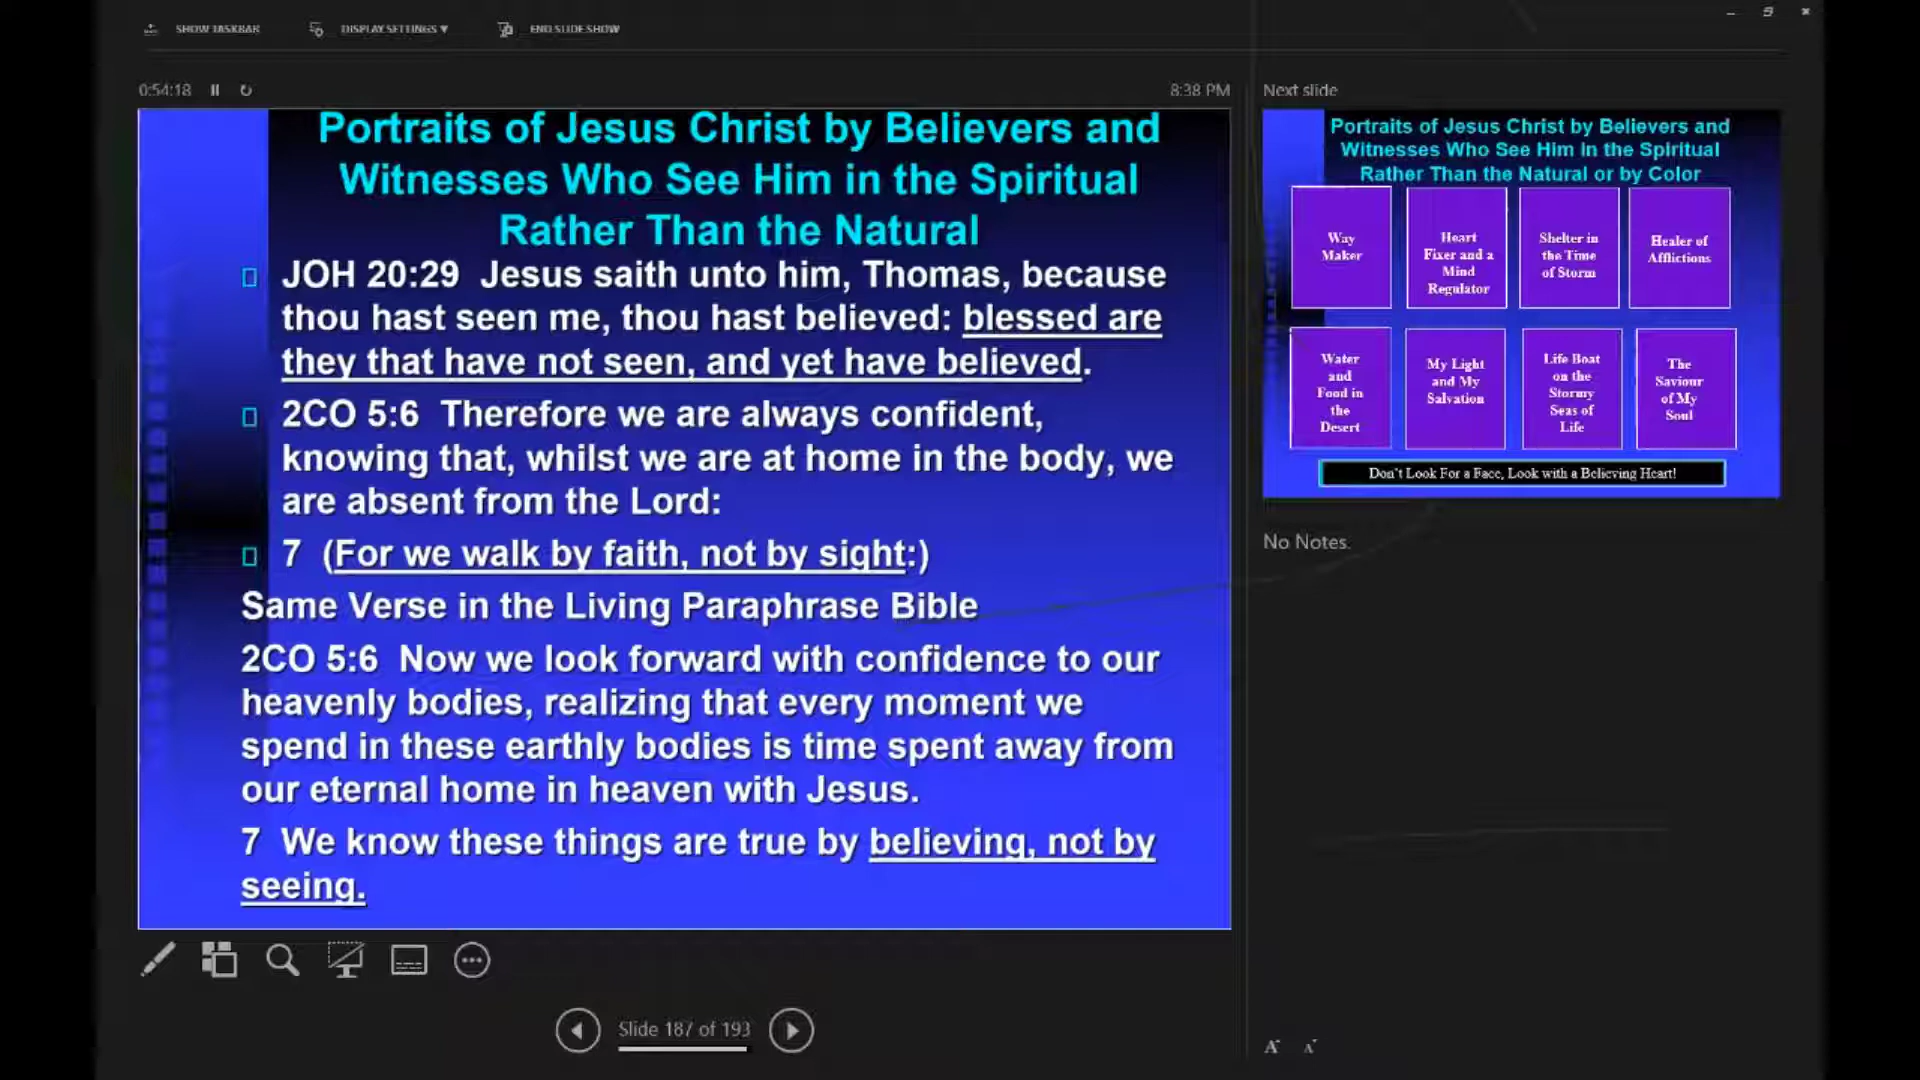 SHOW TASKBAR
DISPLAY SETTINGS ▼
END SLIDE SHOW
0:54:18
8:38 PM
Portraits of Jesus Christ by Believers and
Witnesses Who See Him in the Spiritual
Rather Than the Natural
JOH 20:29 Jesus saith unto him, Thomas, because
thou hast seen me, thou hast believed: blessed are
they that have not seen, and yet have believed.
2CO 5:6 Therefore we are always confident,
knowing that, whilst we are at home in the body, we
are absent from the Lord:
7 (For we walk by faith, not by sight:)
Same Verse in the Living Paraphrase Bible
2CO 5:6 Now we look forward with confidence to our
heavenly bodies, realizing that every moment we
spend in these earthly bodies is time spent away from
our eternal home in heaven with Jesus.
7 We know these things are true by believing, not by
seeing.
Slide 187 of 193
Next slide
Portraits of Jesus Christ by Believers and
Witnesses Who See Him in the Spiritual
Rather Than the Natural or by Color
Way
Maker
Heart
Fixer and a
Mind
Regulator
Shelter in
the Time
of Storm
Healer of
Afflictions
Water
and
Food in
the
Desert
My Light
and My
Salvation
Life Boat
on the
Stormy
Seas of
Life
The
Saviour
of My
Soul
Don't Look For a Face, Look with a Believing Heart!
No Notes.
A A